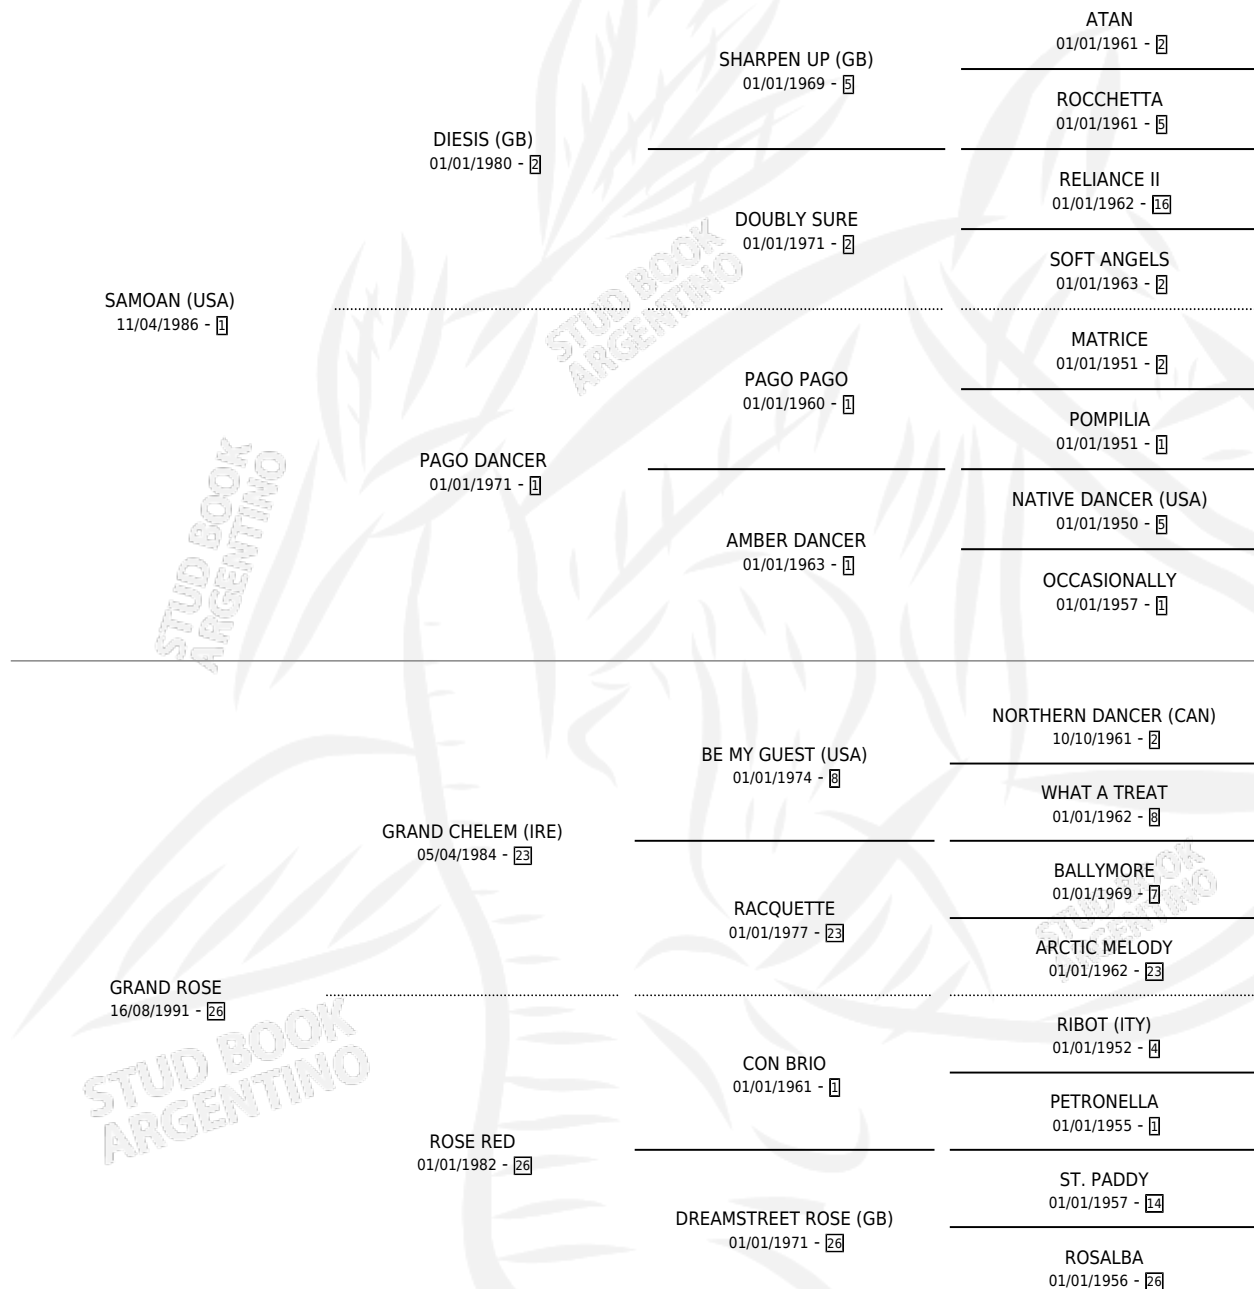 ATAN
01/01/1961 - 2
SHARPEN UP (GB)
01/01/1969 - 5
ROCCHETTA
01/01/1961 - 5
DIESIS (GB)
01/01/1980 - 2
RELIANCE II
01/01/1962 - 16
DOUBLY SURE
01/01/1971 - 2
SOFT ANGELS
01/01/1963 - 2
SAMOAN (USA)
11/04/1986 - 1
STUD BOOK
ARGENTINO
MATRICE
01/01/1951 - 2
PAGO PAGO
01/01/1960 - 1
POMPILIA
01/01/1951 - 1
PAGO DANCER
01/01/1971 - 1
NATIVE DANCER (USA)
01/01/1950 - 5
AMBER DANCER
01/01/1963 - 1
OCCASIONALLY
01/01/1957 - 1
STUD BOOK
ARGENTINO
NORTHERN DANCER (CAN)
10/10/1961 - 2
BE MY GUEST (USA)
01/01/1974 - 8
WHAT A TREAT
01/01/1962 - 8
GRAND CHELEM (IRE)
05/04/1984 - 23
BALLYMORE
01/01/1969 - 7
RACQUETTE
01/01/1977 - 23
ARCTIC MELODY
01/01/1962 - 23
STUD BOOK
ARGENTINO
GRAND ROSE
16/08/1991 - 26
RIBOT (ITY)
01/01/1952 - 4
CON BRIO
01/01/1961 - 1
PETRONELLA
01/01/1955 - 1
STUD BOOK
ARGENTINO
ROSE RED
01/01/1982 - 26
ST. PADDY
01/01/1957 - 14
DREAMSTREET ROSE (GB)
01/01/1971 - 26
ROSALBA
01/01/1956 - 26